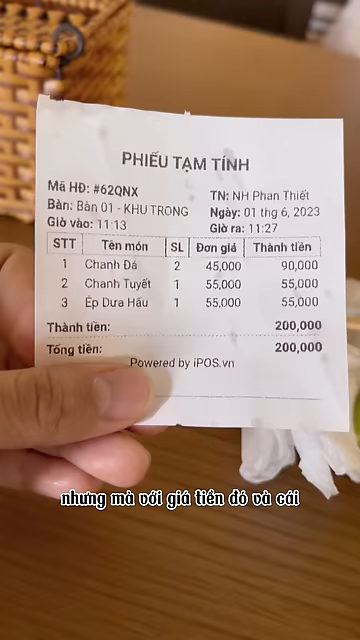 PHIẾU TẠM TÍNH
Mã HĐ: #62QNX
TN: NH Phan Thiết
Bàn: Bàn 01 - KHU TRONG
Ngày: 01 thg 6, 2023
Giờ vào: 11:13
Giờ ra: 11:27
STT Tên món SL Đơn giá Thành tiền
1 Chanh Đá 2 45,000 90,000
2 Chanh Tuyết 1 55,000 55,000
3 Ép Dưa Hấu 1 55,000 55,000
Thành tiền: 200,000
Tổng tiền: 200,000
Powered by iPOS.vn
nhưng mà với giá tiền đó và cái